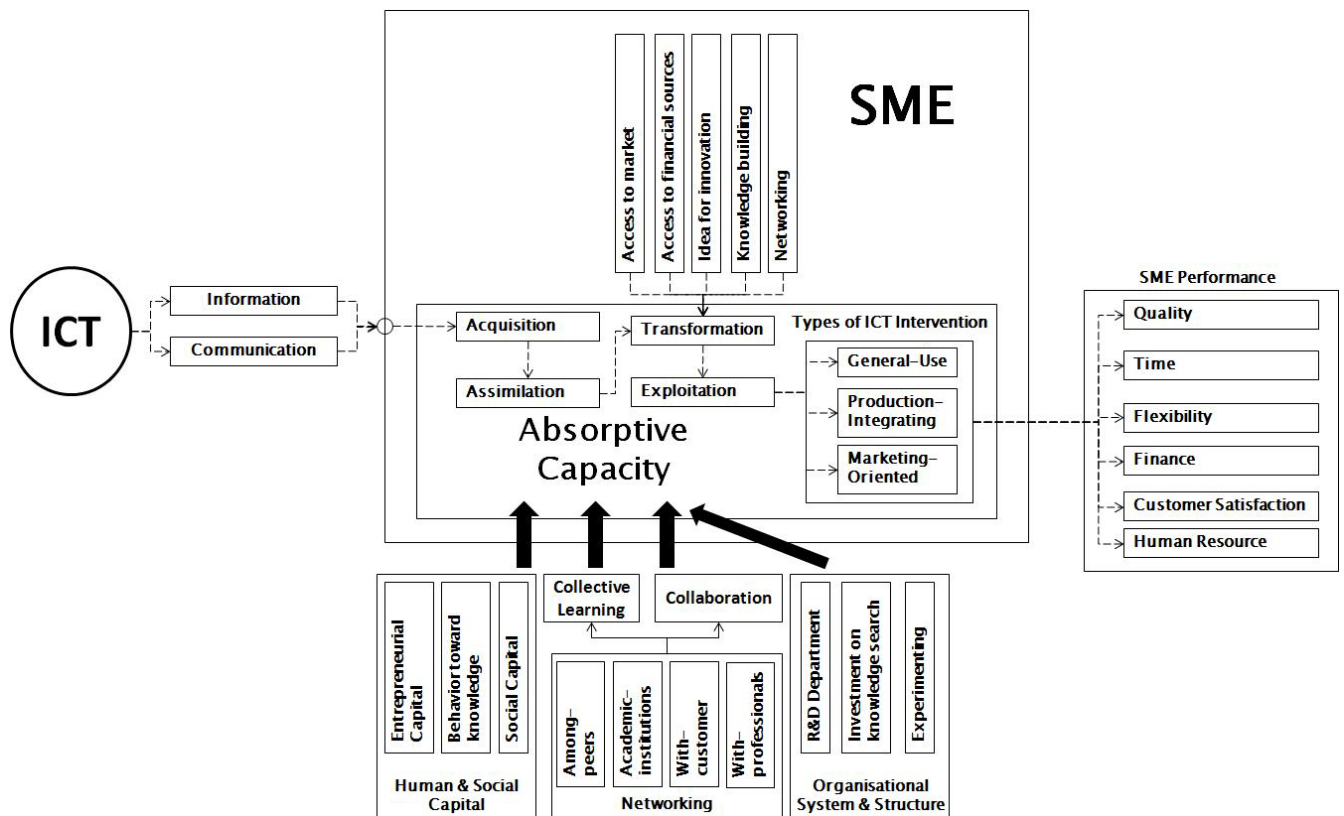 SME
Access to market
Access to financial sources
Idea for innovation
Knowledge building
Networking
ICT
Information
Communication
Acquisition
Assimilation
Transformation
Exploitation
Absorptive
Capacity
Types of ICT Intervention
General-Use
Production-
Integrating
Marketing-
Oriented
SME Performance
Quality
Time
Flexibility
Finance
Customer Satisfaction
Human Resource
Entrepreneurial
Capital
Behavior toward
knowledge
Social Capital
Human & Social
Capital
Collective
Learning
Collaboration
Among-
peers
Academic-
institutions
With-
customer
With-
professionals
Networking
R&D Department
Investment on
knowledge search
Experimenting
Organisational
System & Structure